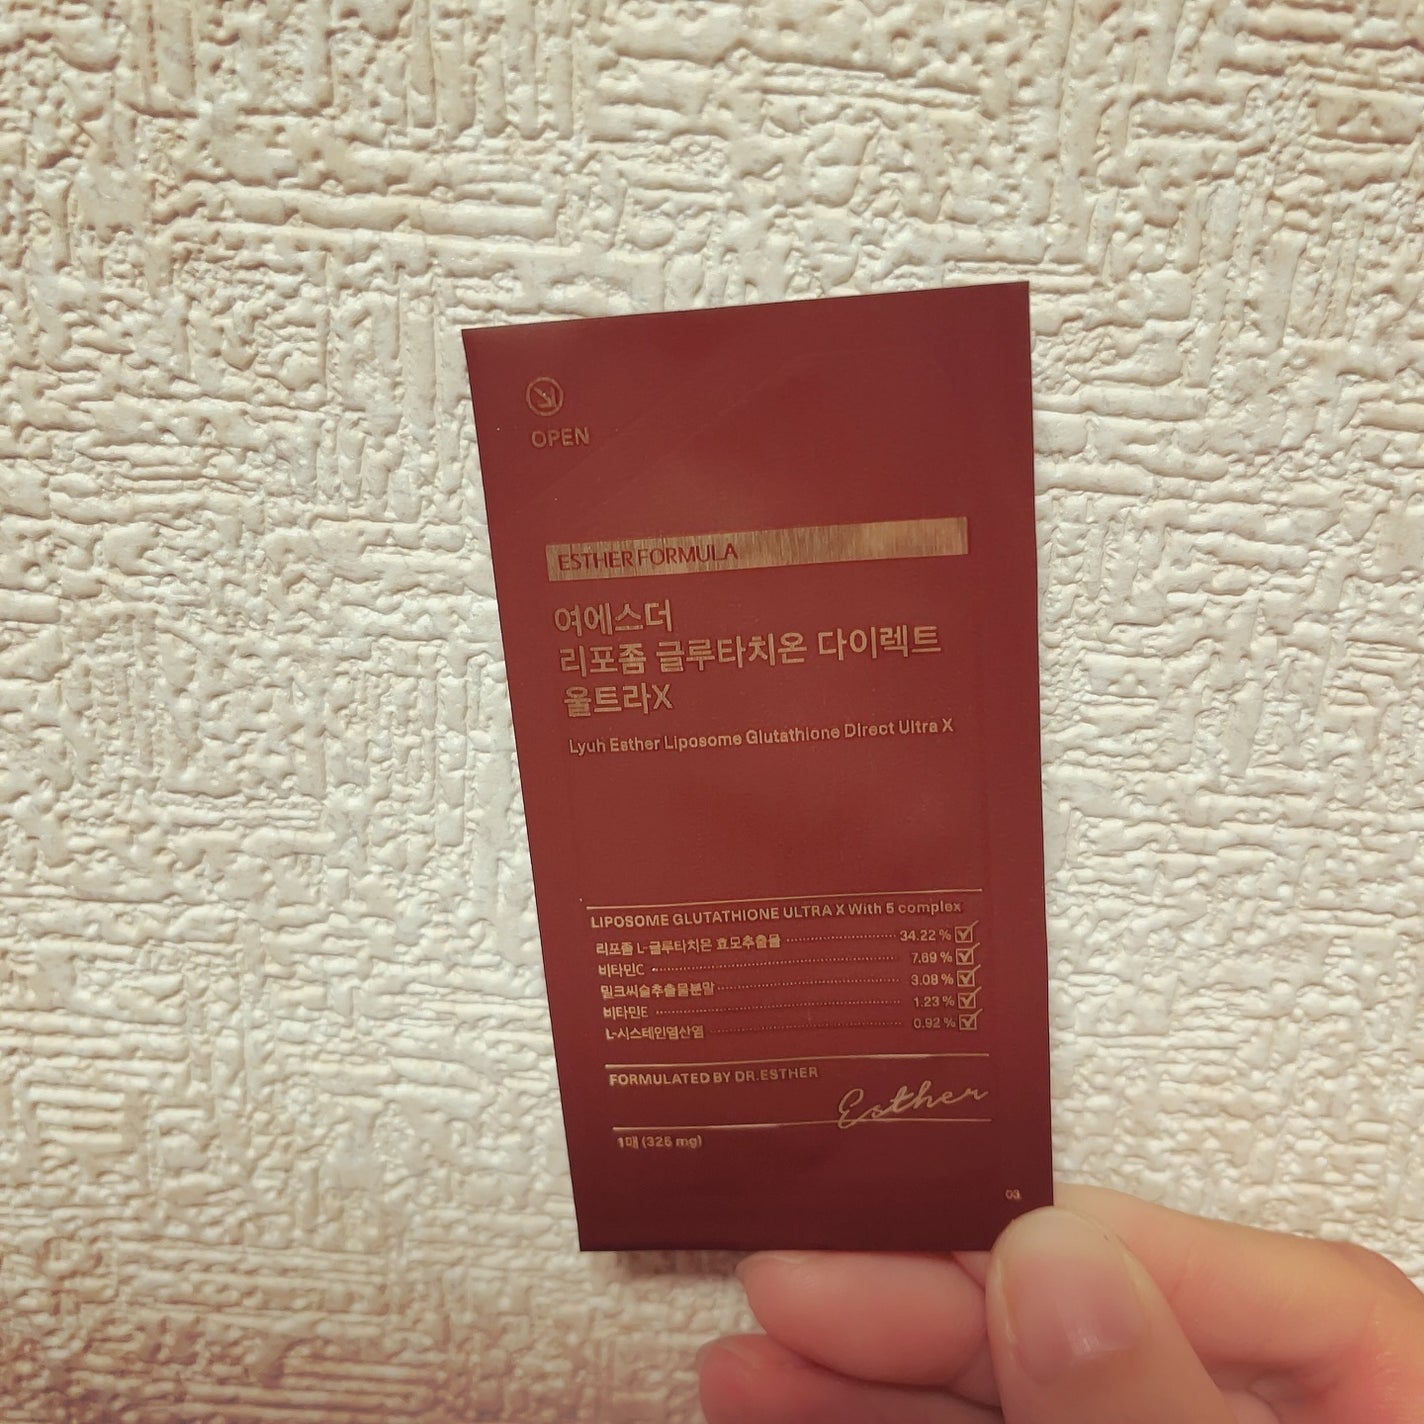 OPEN
ESTHER FORMULA
여에스더
리포좀 글루타치온 다이렉트
울트라X
Lyuh Esther Liposome Glutathione Direct Ultra X
LIPOSOME GLUTATHIONE ULTRA X With 5 complex
리포좀 L-글루타치온 효모추출물 34.22 %
비타민C 7.69 %
밀크씨슬추출물분말 3.08 %
비타민E 1.23 %
L-시스테인염산염 0.92 %
FORMULATED BY DR.ESTHER
Esther
1매 (325 mg)
03